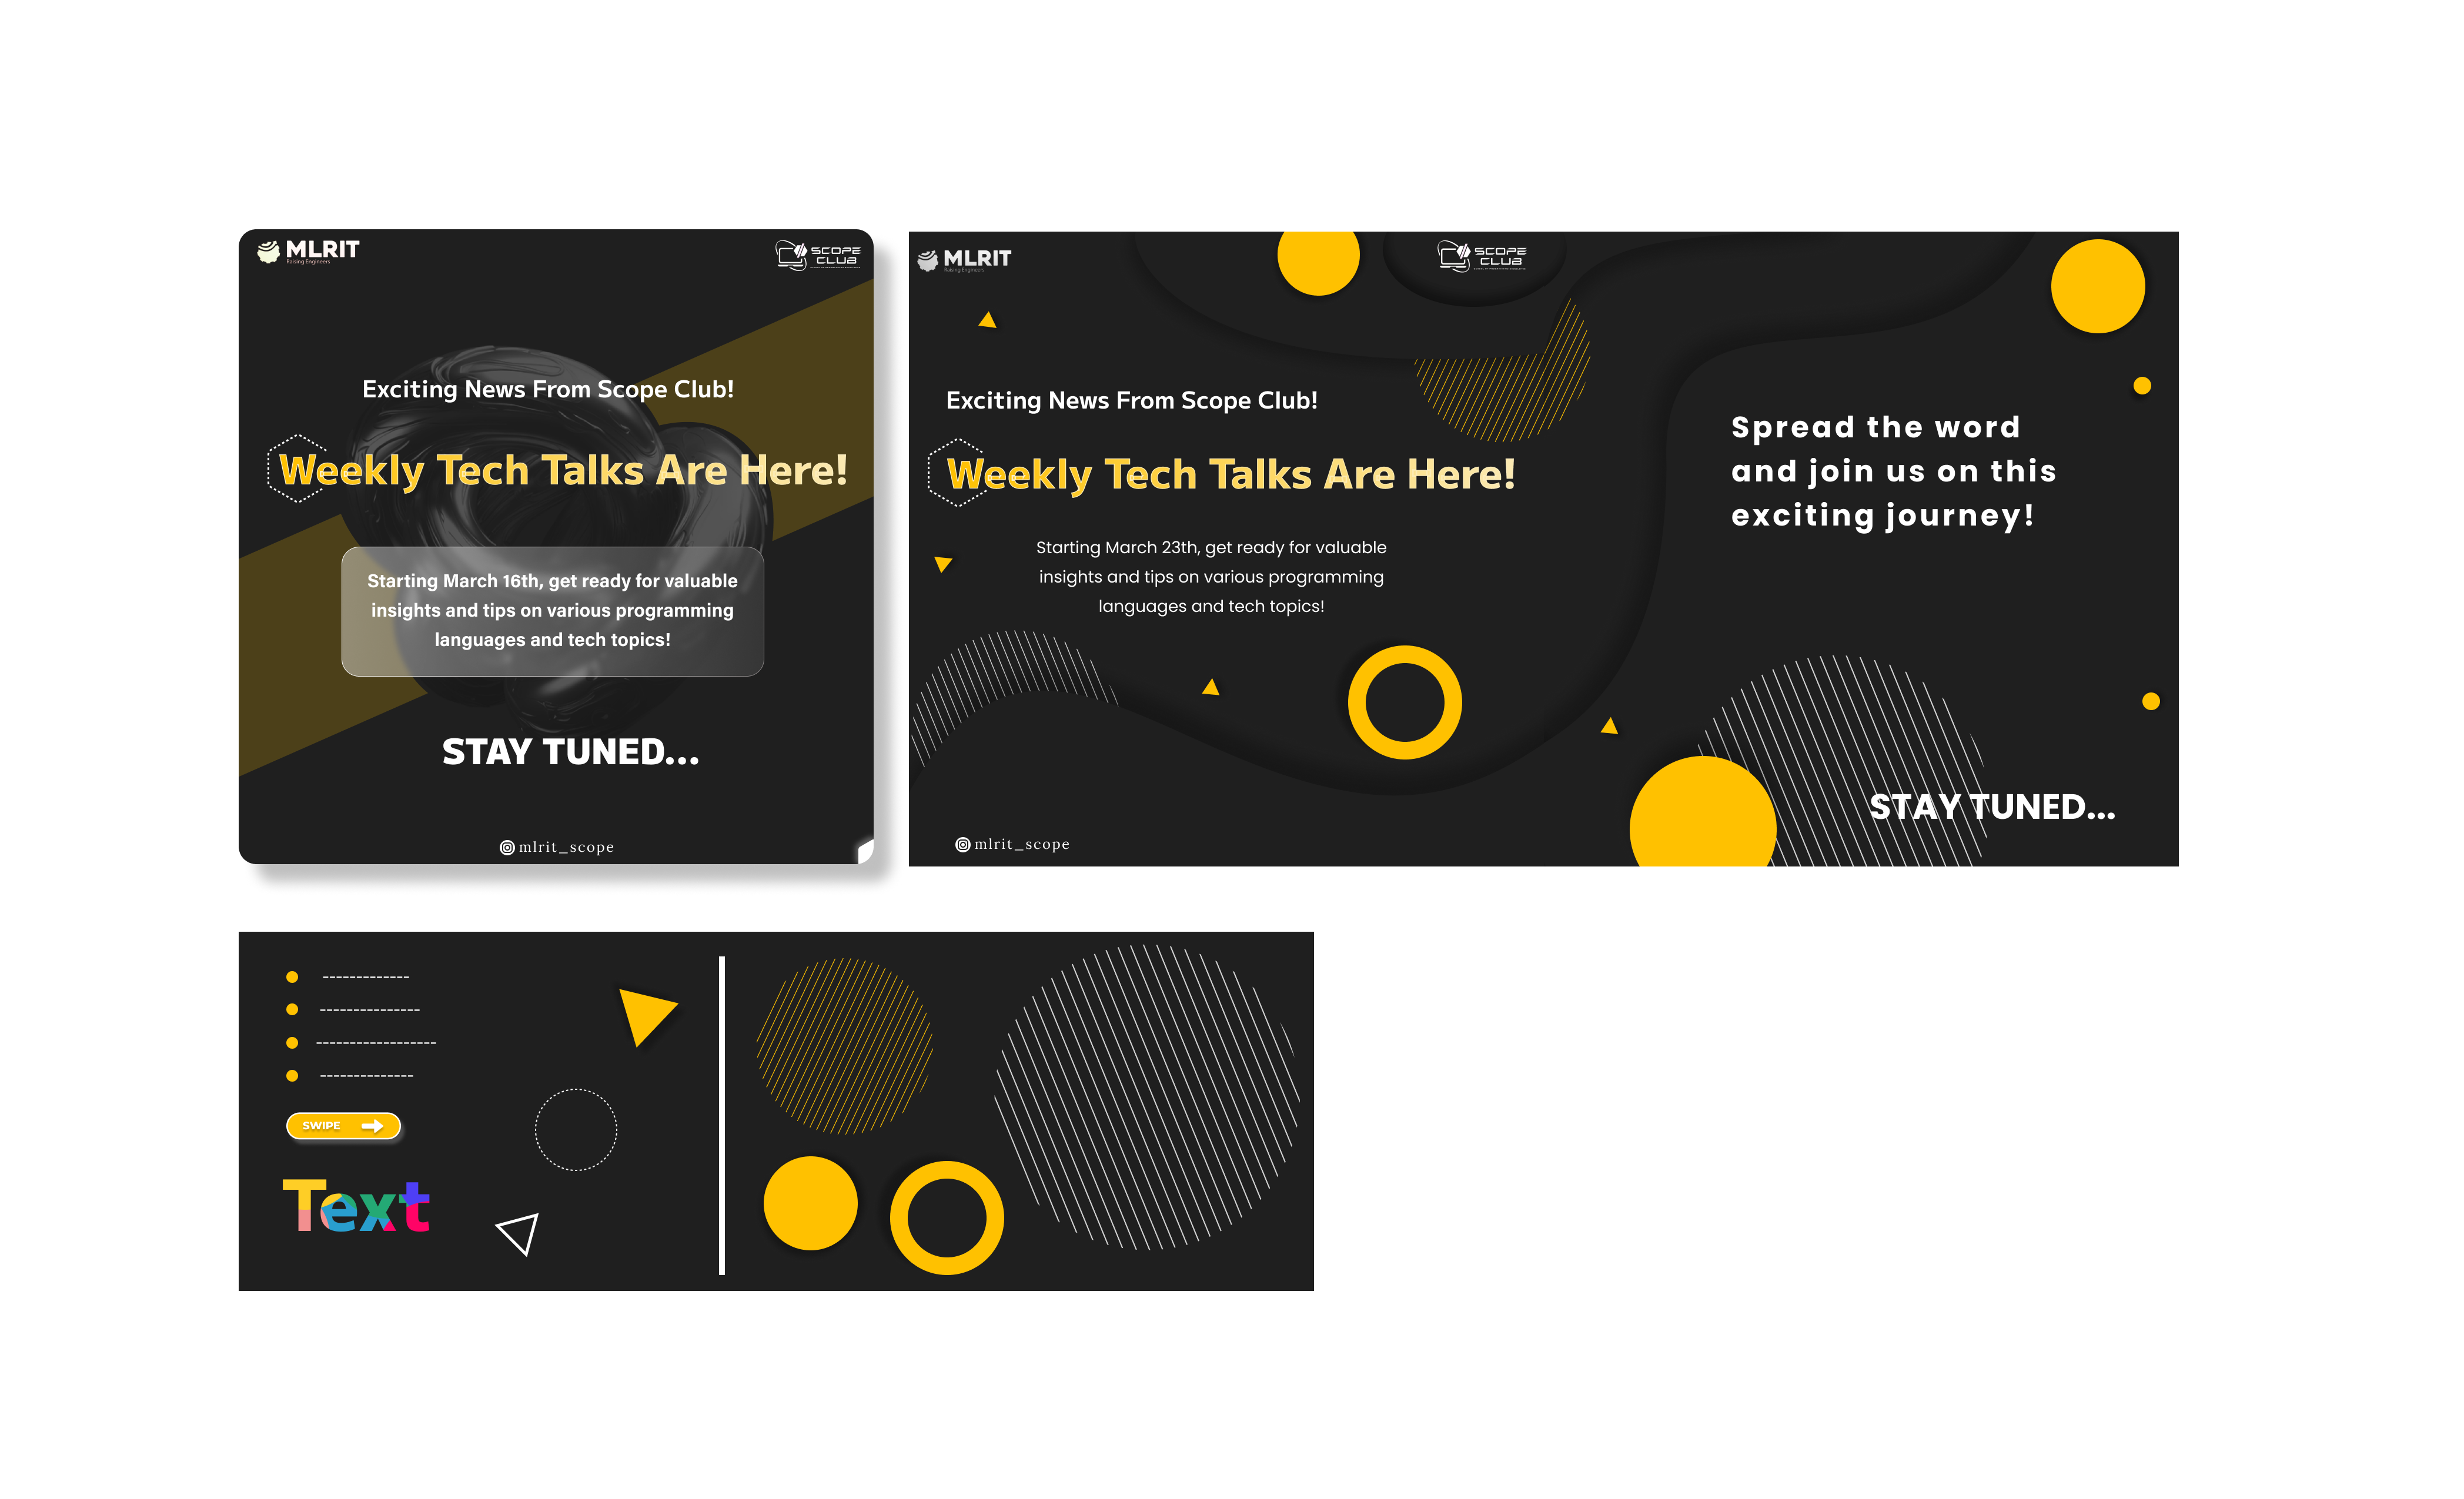 MLRIT
Raising Engineers
SCOPE
CLUB
Exciting News From Scope Club!
Weekly Tech Talks Are Here!
Starting March 16th, get ready for valuable
insights and tips on various programming
languages and tech topics!
STAY TUNED...
mlrit_scope
MLRIT
Raising Engineers
SCOPE
CLUB
Exciting News From Scope Club!
Weekly Tech Talks Are Here!
Starting March 23th, get ready for valuable
insights and tips on various programming
languages and tech topics!
Spread the word
and join us on this
exciting journey!
STAY TUNED...
mlrit_scope
SWIPE
Text